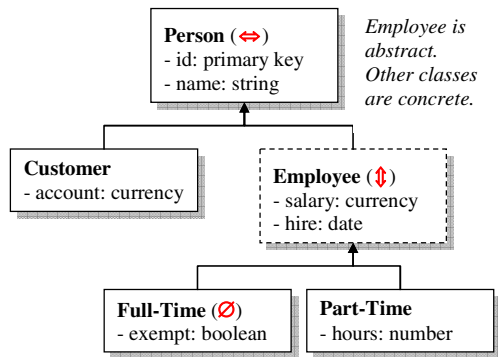 Person (⇔)
- id: primary key
- name: string
Employee is
abstract.
Other classes
are concrete.
Customer
- account: currency
Employee (⇕)
- salary: currency
- hire: date
Full-Time (∅)
- exempt: boolean
Part-Time
- hours: number